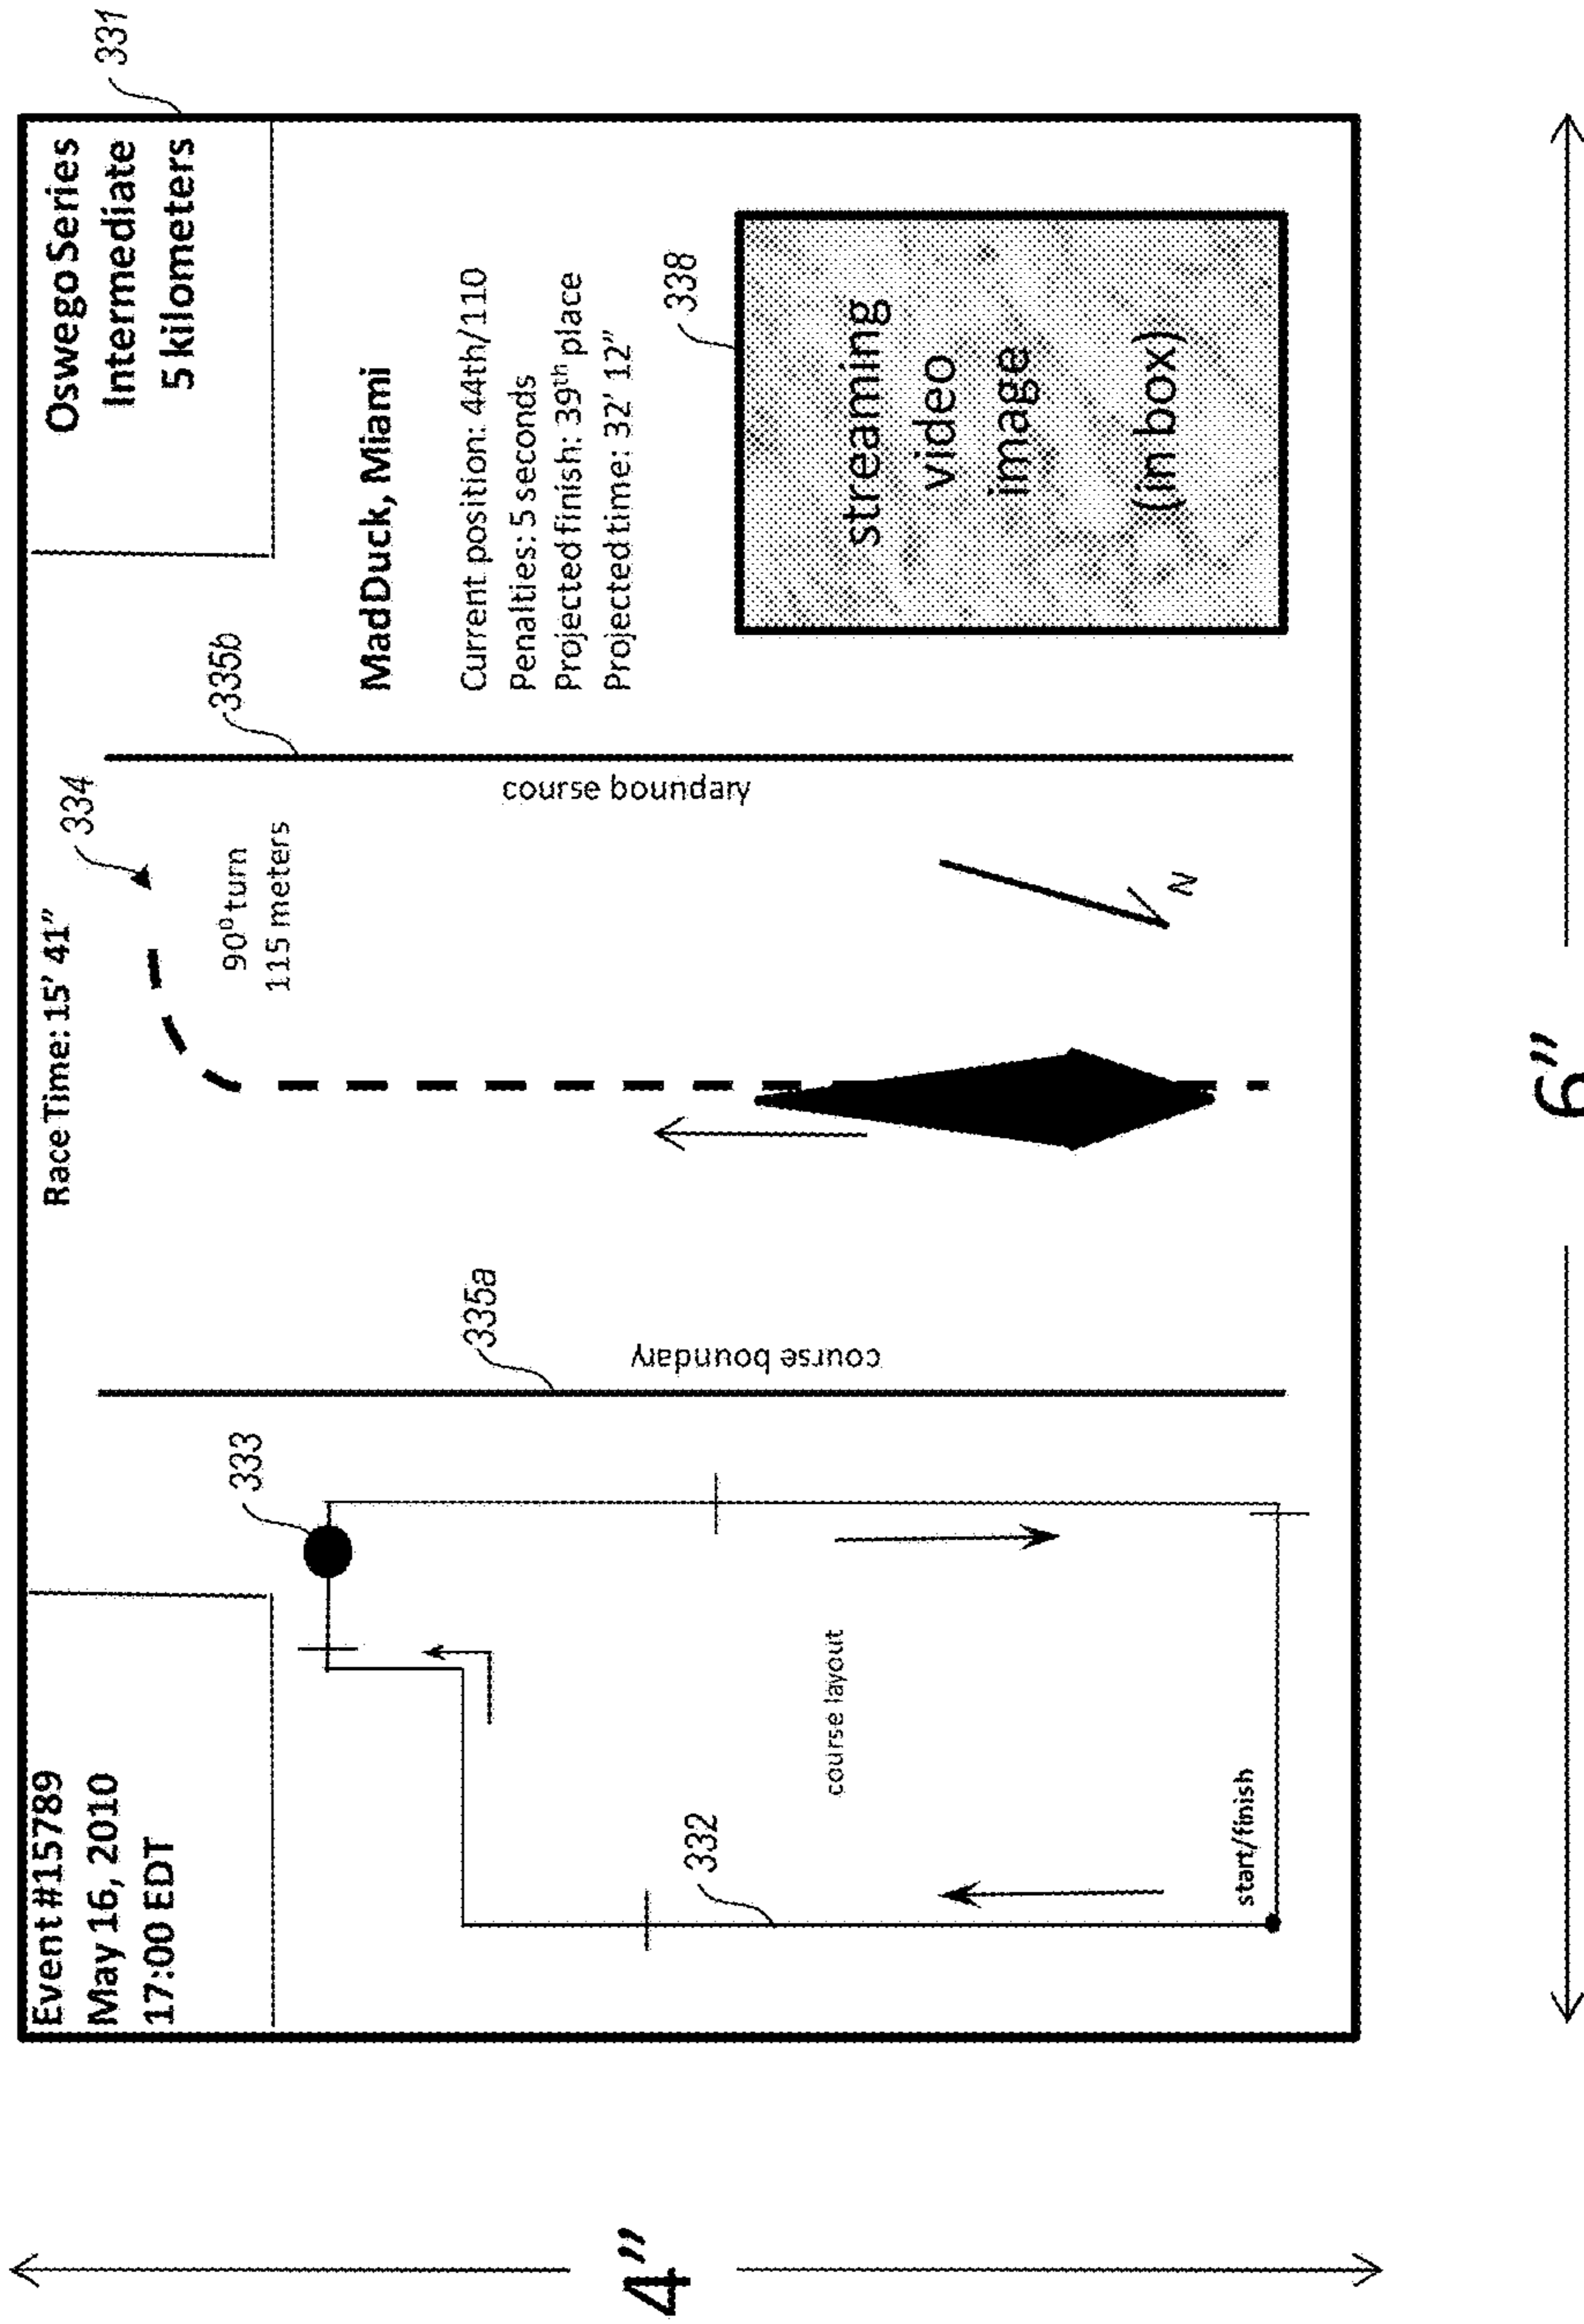 Event #15789
May 16, 2010
17:00 EDT
Race Time: 15’ 41”
Oswego Series
Intermediate
5 kilometers
331
332
333
course layout
start/finish
335a
course boundary
334
90⁰ turn
115 meters
N
335b
course boundary
Mad Duck, Miami
Current position: 44th/110
Penalties: 5 seconds
Projected finish: 39th place
Projected time: 32’ 12”
338
streaming
video
image
(in box)
4”
6”